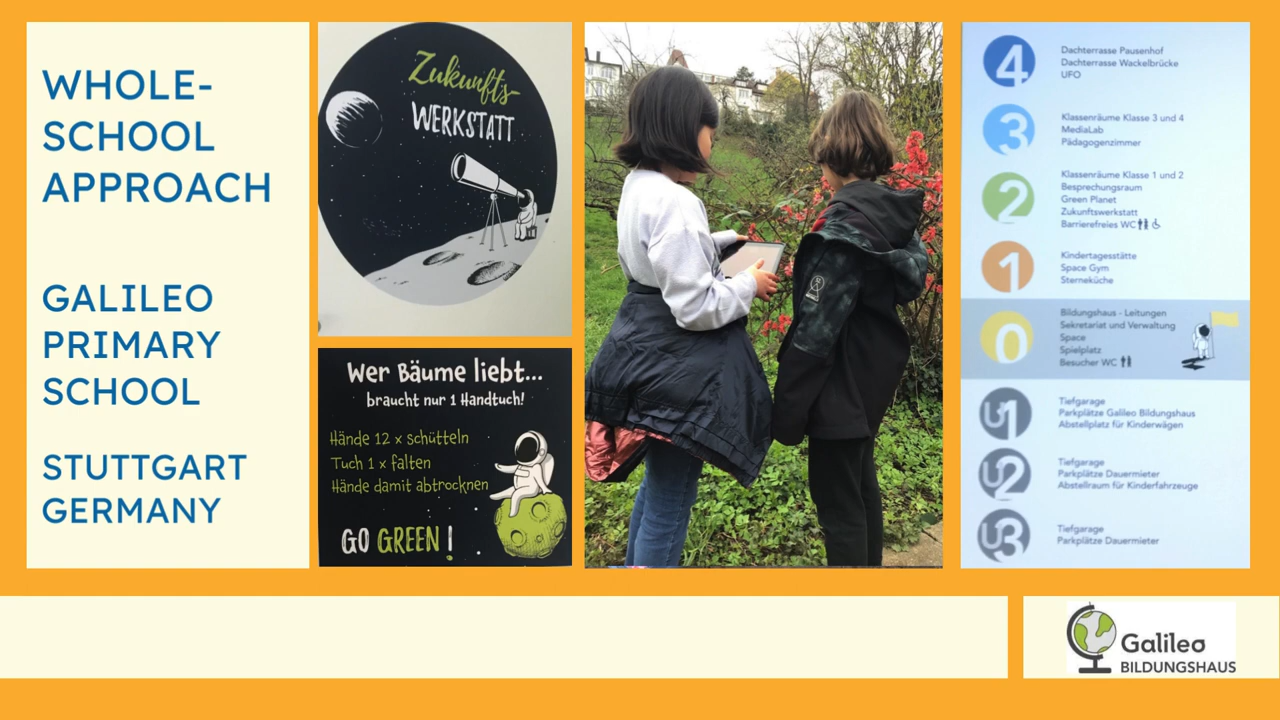 WHOLE-
SCHOOL
APPROACH
GALILEO
PRIMARY
SCHOOL
STUTTGART
GERMANY
Zukunfts-
WERKSTATT
Wer Bäume liebt...
braucht nur 1 Handtuch!
Hände 12 x schütteln
Tuch 1 x falten
Hände damit abtrocknen
GO GREEN!
4
Dachterrasse Pausenhof
Dachterrasse Wackelbrücke
UFO
3
Klassenräume Klasse 3 und 4
MediaLab
Pädagogenzimmer
2
Klassenräume Klasse 1 und 2
Besprechungsraum
Green Planet
Zukunftswerkstatt
Barrierefreies WC
1
Kindertagesstätte
Space Gym
Sterneküche
0
Bildungshaus - Leitungen
Sekretariat und Verwaltung
Space
Spielplatz
Besucher WC
U1
Tiefgarage
Parkplätze Galileo Bildungshaus
Abstellplatz für Kinderwägen
U2
Tiefgarage
Parkplätze Dauermieter
Abstellraum für Kinderfahrzeuge
U3
Tiefgarage
Parkplätze Dauermieter
Galileo
BILDUNGSHAUS